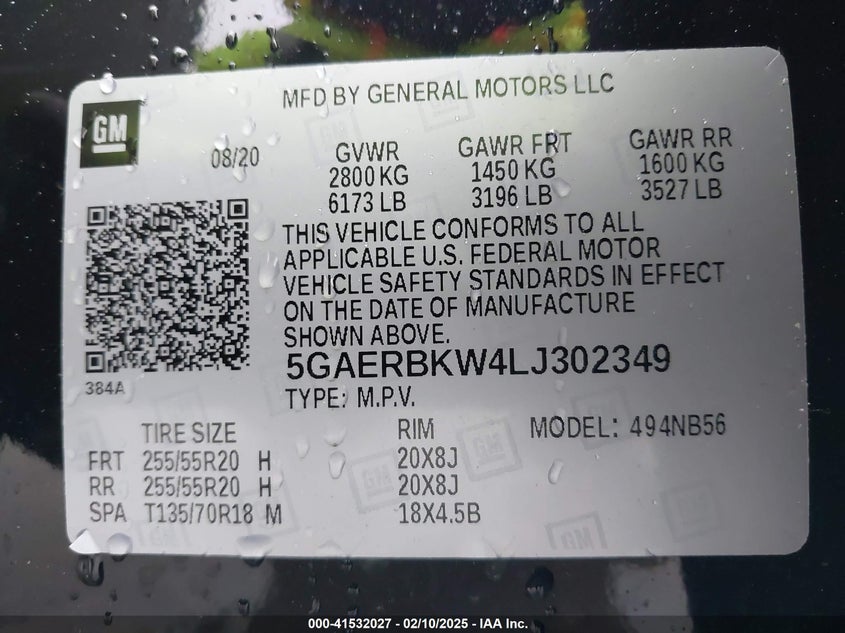 MFD BY GENERAL MOTORS LLC
GM
08/20
GVWR GAWR FRT GAWR RR
2800 KG 1450 KG 1600 KG
6173 LB 3196 LB 3527 LB
THIS VEHICLE CONFORMS TO ALL
APPLICABLE U.S. FEDERAL MOTOR
VEHICLE SAFETY STANDARDS IN EFFECT
ON THE DATE OF MANUFACTURE
SHOWN ABOVE.
5GAERBKW4LJ302349
384A
TYPE: M.P.V.
TIRE SIZE RIM MODEL: 494NB56
FRT 255/55R20 H 20X8J
RR 255/55R20 H 20X8J
SPA T135/70R18 M 18X4.5B
000-41532027 - 02/10/2025 - IAA Inc.